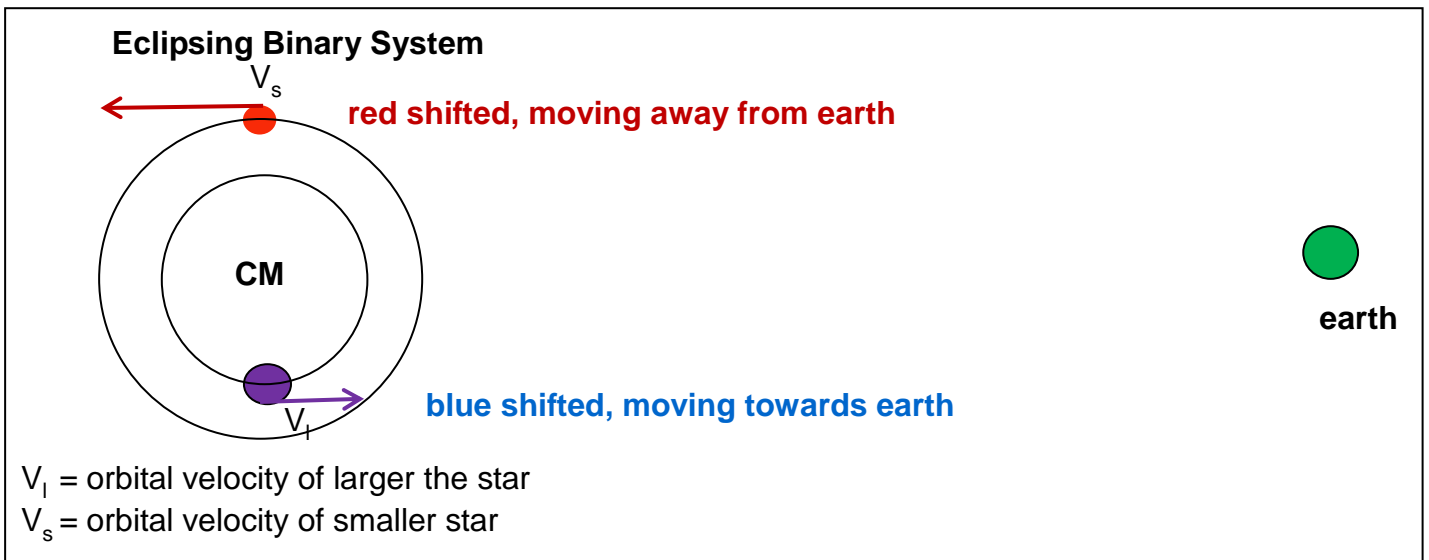 Eclipsing Binary System
Vs
red shifted, moving away from earth
CM
earth
blue shifted, moving towards earth
Vl
Vl = orbital velocity of larger the star
Vs = orbital velocity of smaller star